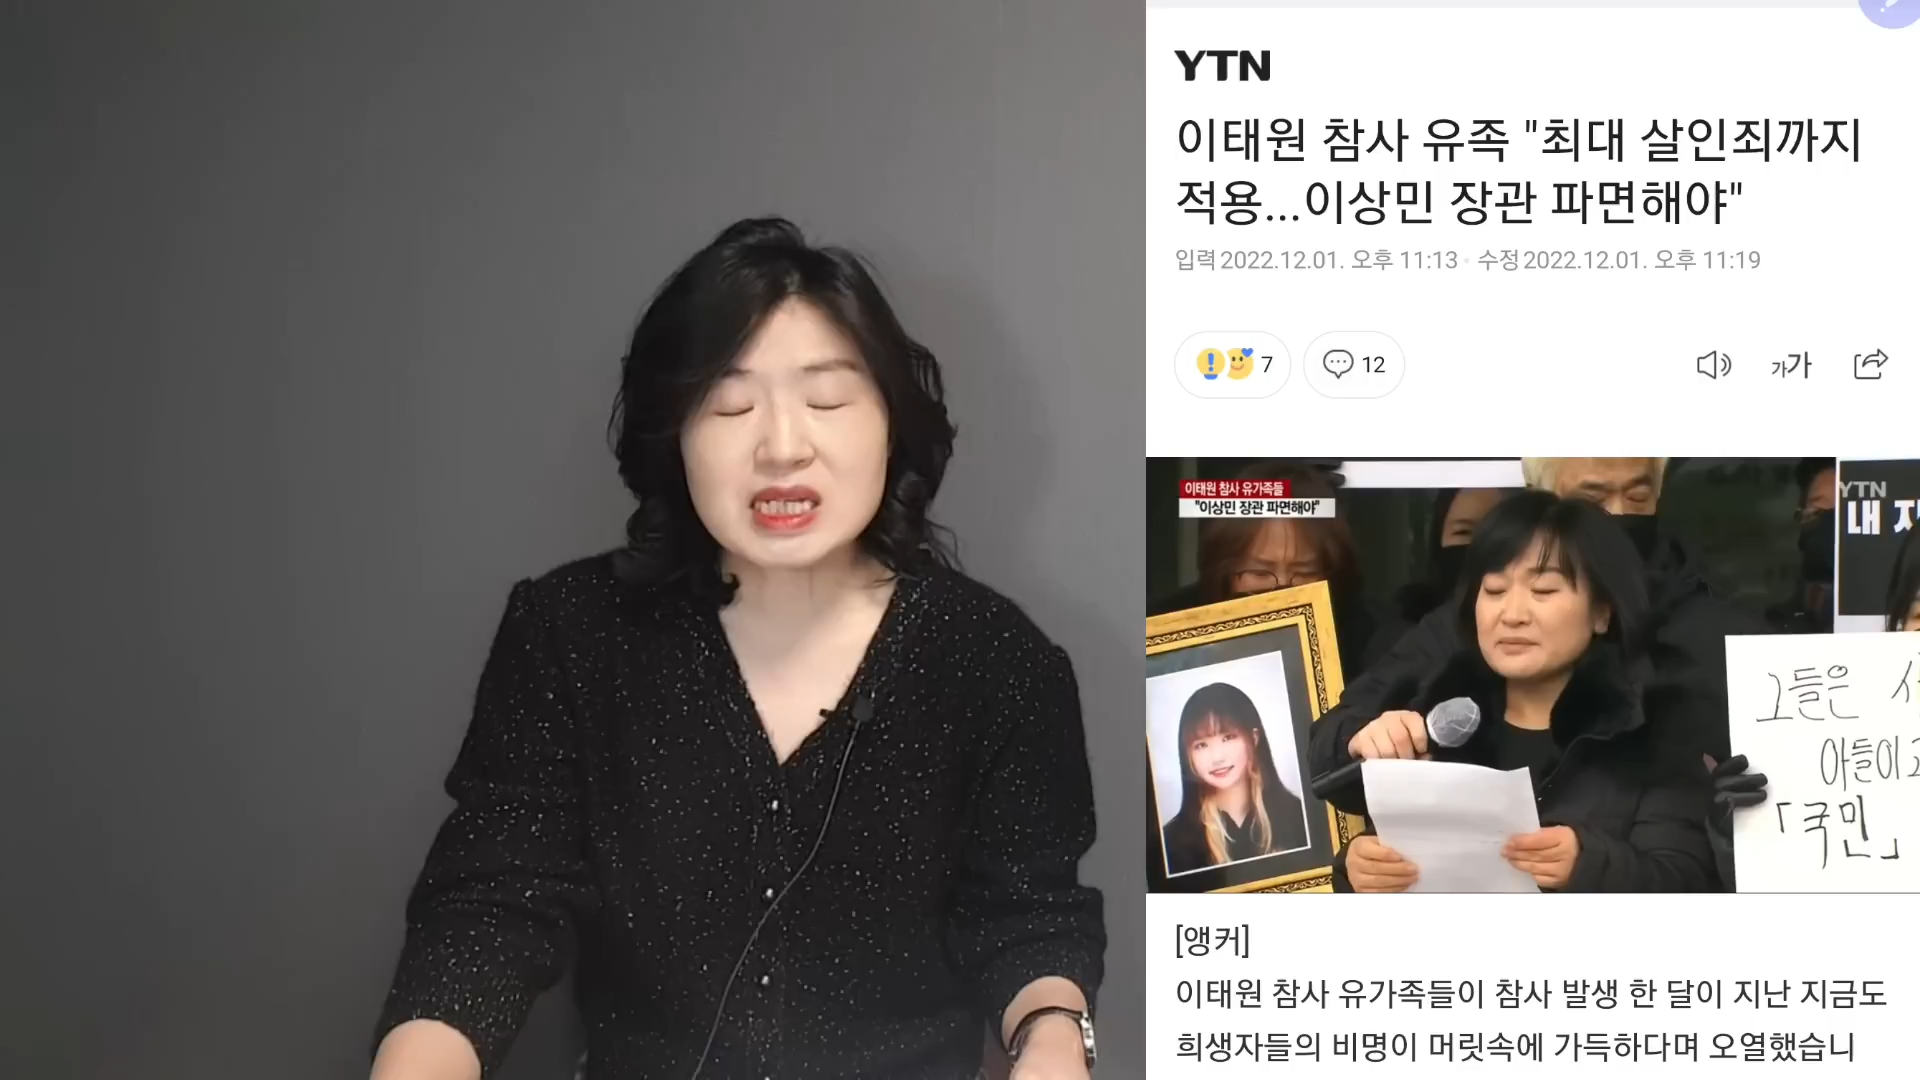 YTN
이태원 참사 유족 "최대 살인죄까지
적용...이상민 장관 파면해야"
입력 2022.12.01. 오후 11:13 · 수정 2022.12.01. 오후 11:19
7
12
가가
이태원 참사 유가족들
"이상민 장관 파면해야"
YTN
내
그들은
아들이고
「국민」
[앵커]
이태원 참사 유가족들이 참사 발생 한 달이 지난 지금도
희생자들의 비명이 머릿속에 가득하다며 오열했습니